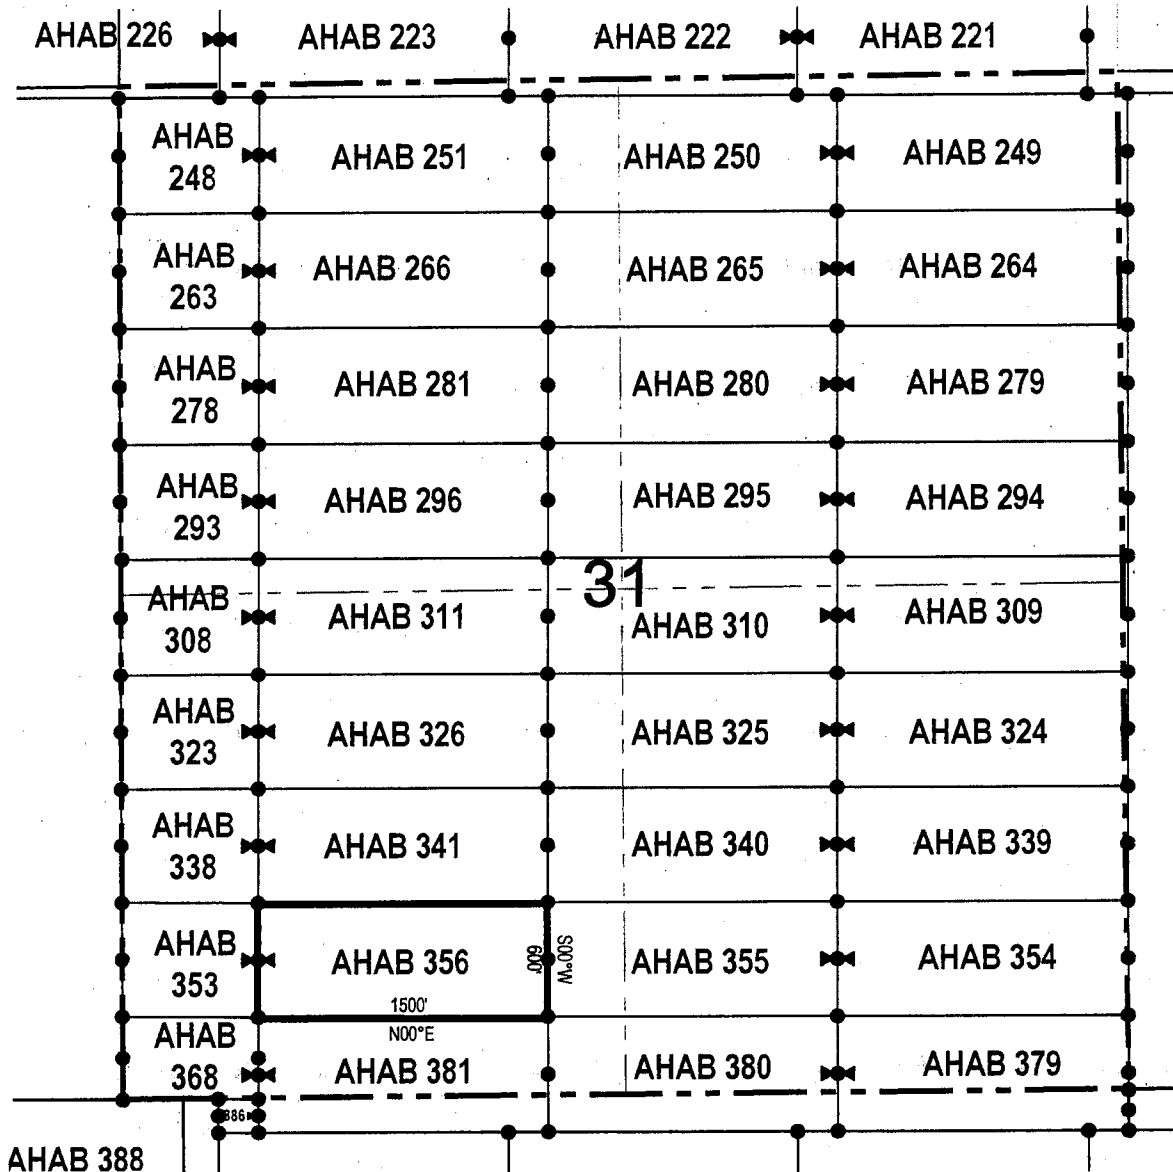 AHAB 226
AHAB 223
AHAB 222
AHAB 221
AHAB
248
AHAB 251
AHAB 250
AHAB 249
AHAB
263
AHAB 266
AHAB 265
AHAB 264
AHAB
278
AHAB 281
AHAB 280
AHAB 279
AHAB
293
AHAB 296
AHAB 295
AHAB 294
31
AHAB
308
AHAB 311
AHAB 310
AHAB 309
AHAB
323
AHAB 326
AHAB 325
AHAB 324
AHAB
338
AHAB 341
AHAB 340
AHAB 339
AHAB
353
AHAB 356
600'
S00°W
AHAB 355
AHAB 354
1500'
N00°E
AHAB
368
AHAB 381
AHAB 380
AHAB 379
386
AHAB 388